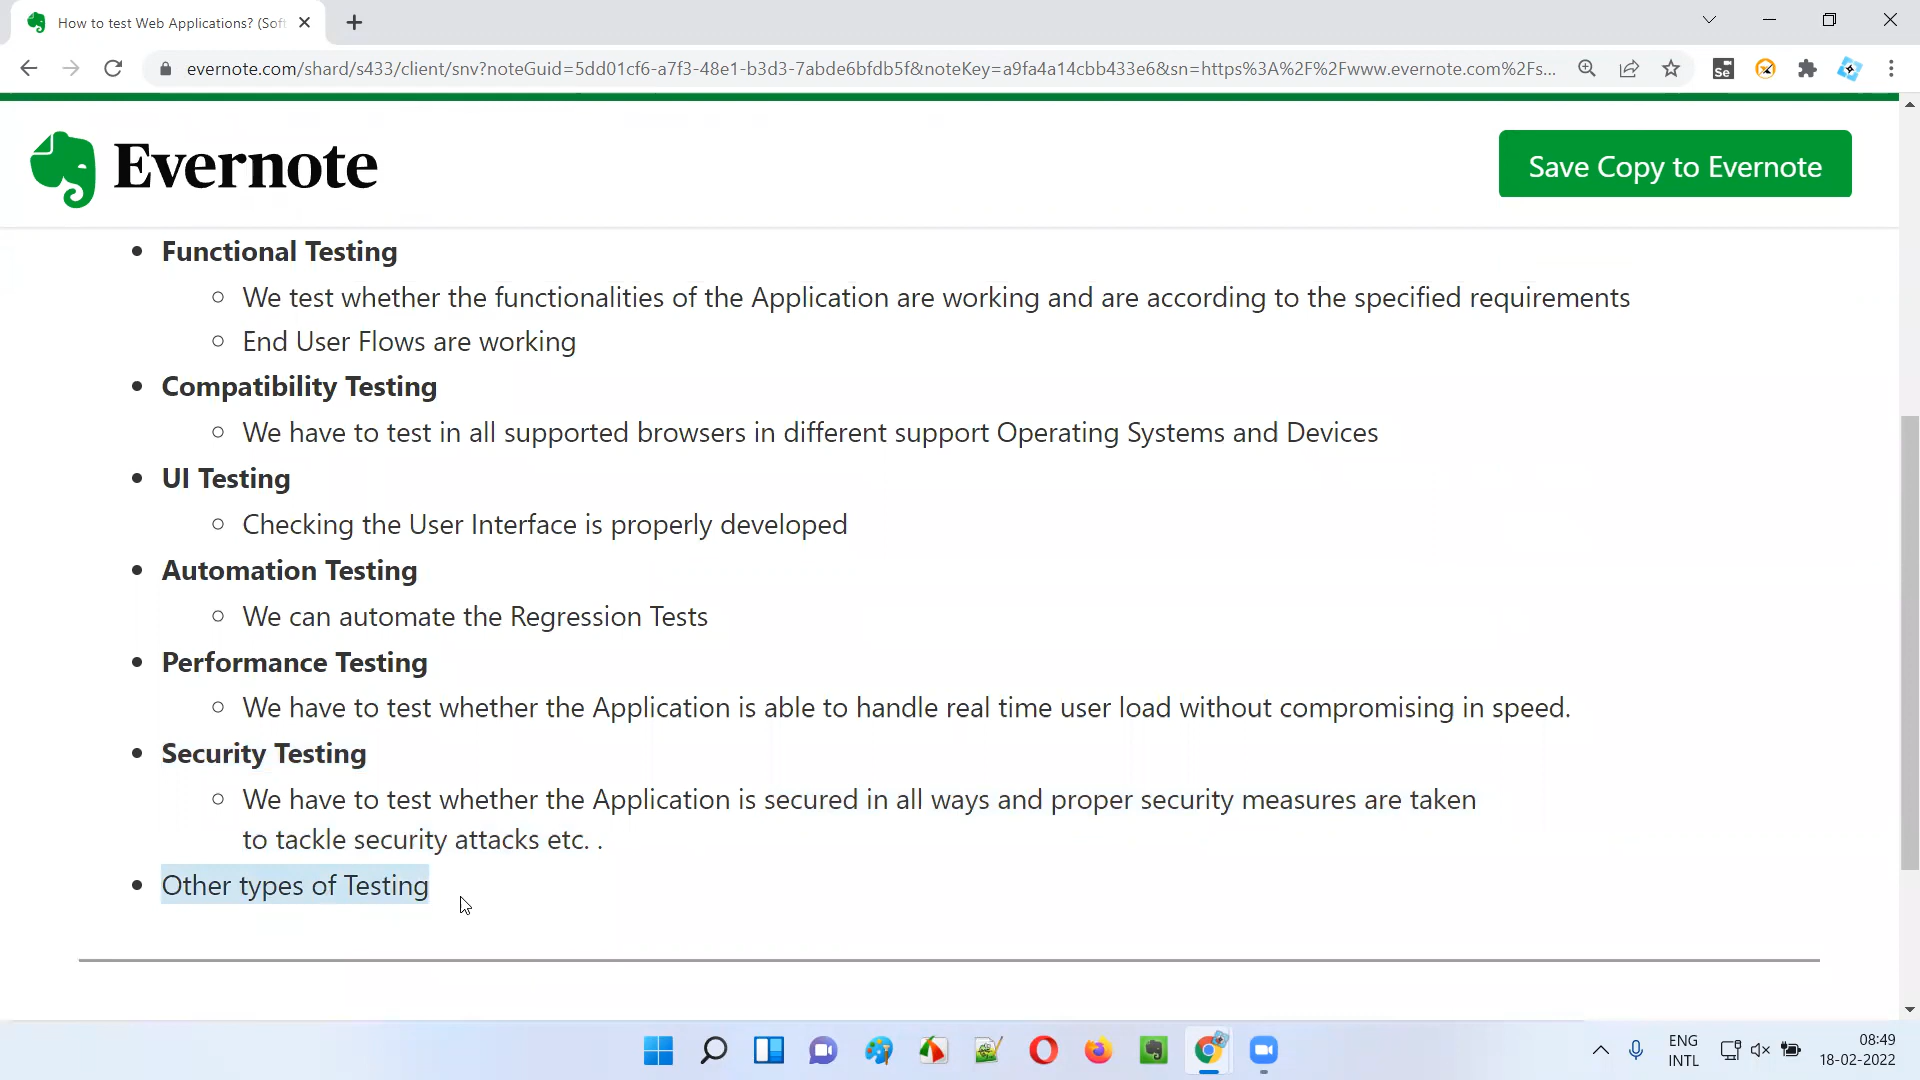 How to test Web Applications? (Sof
evernote.com/shard/s433/client/snv?noteGuid=5dd01cf6-a7f3-48e1-b3d3-7abde6bfdb5f&noteKey=a9fa4a14cbb433e6&sn=https%3A%2F%2Fwww.evernote.com%2Fs...
Se
Evernote
Save Copy to Evernote
• Functional Testing
○ We test whether the functionalities of the Application are working and are according to the specified requirements
○ End User Flows are working
• Compatibility Testing
○ We have to test in all supported browsers in different support Operating Systems and Devices
• UI Testing
○ Checking the User Interface is properly developed
• Automation Testing
○ We can automate the Regression Tests
• Performance Testing
○ We have to test whether the Application is able to handle real time user load without compromising in speed.
• Security Testing
○ We have to test whether the Application is secured in all ways and proper security measures are taken
to tackle security attacks etc. .
• Other types of Testing
ENG
INTL
08:49
18-02-2022